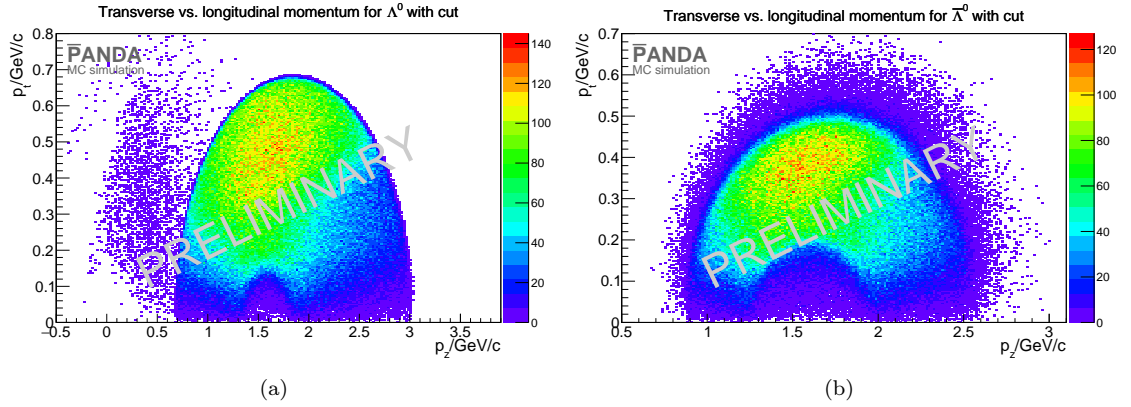 Transverse vs. longitudinal momentum for Λ⁰ with cut
p_t/GeV/c
0.8
0.7
0.6
0.5
0.4
0.3
0.2
0.1
0
P̅ANDA
MC simulation
PRELIMINARY
140
120
100
80
60
40
20
0
−0.5 0 0.5 1 1.5 2 2.5 3 3.5
p_z/GeV/c
(a)
Transverse vs. longitudinal momentum for Λ̅⁰ with cut
p_t/GeV/c
0.8
0.7
0.6
0.5
0.4
0.3
0.2
0.1
0
P̅ANDA
MC simulation
PRELIMINARY
120
100
80
60
40
20
0
0.5 1 1.5 2 2.5 3
p_z/GeV/c
(b)